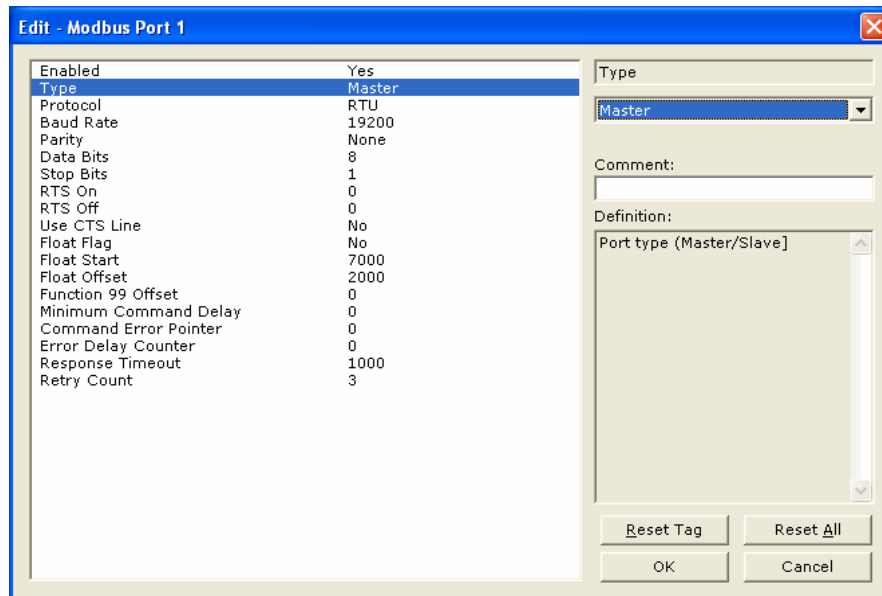 Edit - Modbus Port 1
Enabled Yes
Type Master
Protocol RTU
Baud Rate 19200
Parity None
Data Bits 8
Stop Bits 1
RTS On 0
RTS Off 0
Use CTS Line No
Float Flag No
Float Start 7000
Float Offset 2000
Function 99 Offset 0
Minimum Command Delay 0
Command Error Pointer 0
Error Delay Counter 0
Response Timeout 1000
Retry Count 3
Type
Master
Comment:
Definition:
Port type (Master/Slave]
Reset Tag Reset All
OK Cancel